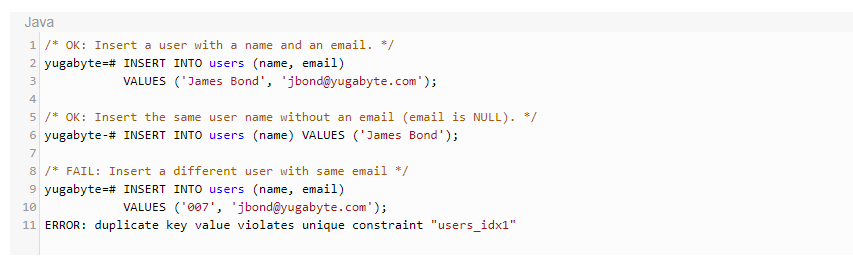 Java
1 /* OK: Insert a user with a name and an email. */
2 yugabyte=# INSERT INTO users (name, email)
3            VALUES ('James Bond', 'jbond@yugabyte.com');
4
5 /* OK: Insert the same user name without an email (email is NULL). */
6 yugabyte-# INSERT INTO users (name) VALUES ('James Bond');
7
8 /* FAIL: Insert a different user with same email */
9 yugabyte=# INSERT INTO users (name, email)
10            VALUES ('007', 'jbond@yugabyte.com');
11 ERROR: duplicate key value violates unique constraint "users_idx1"